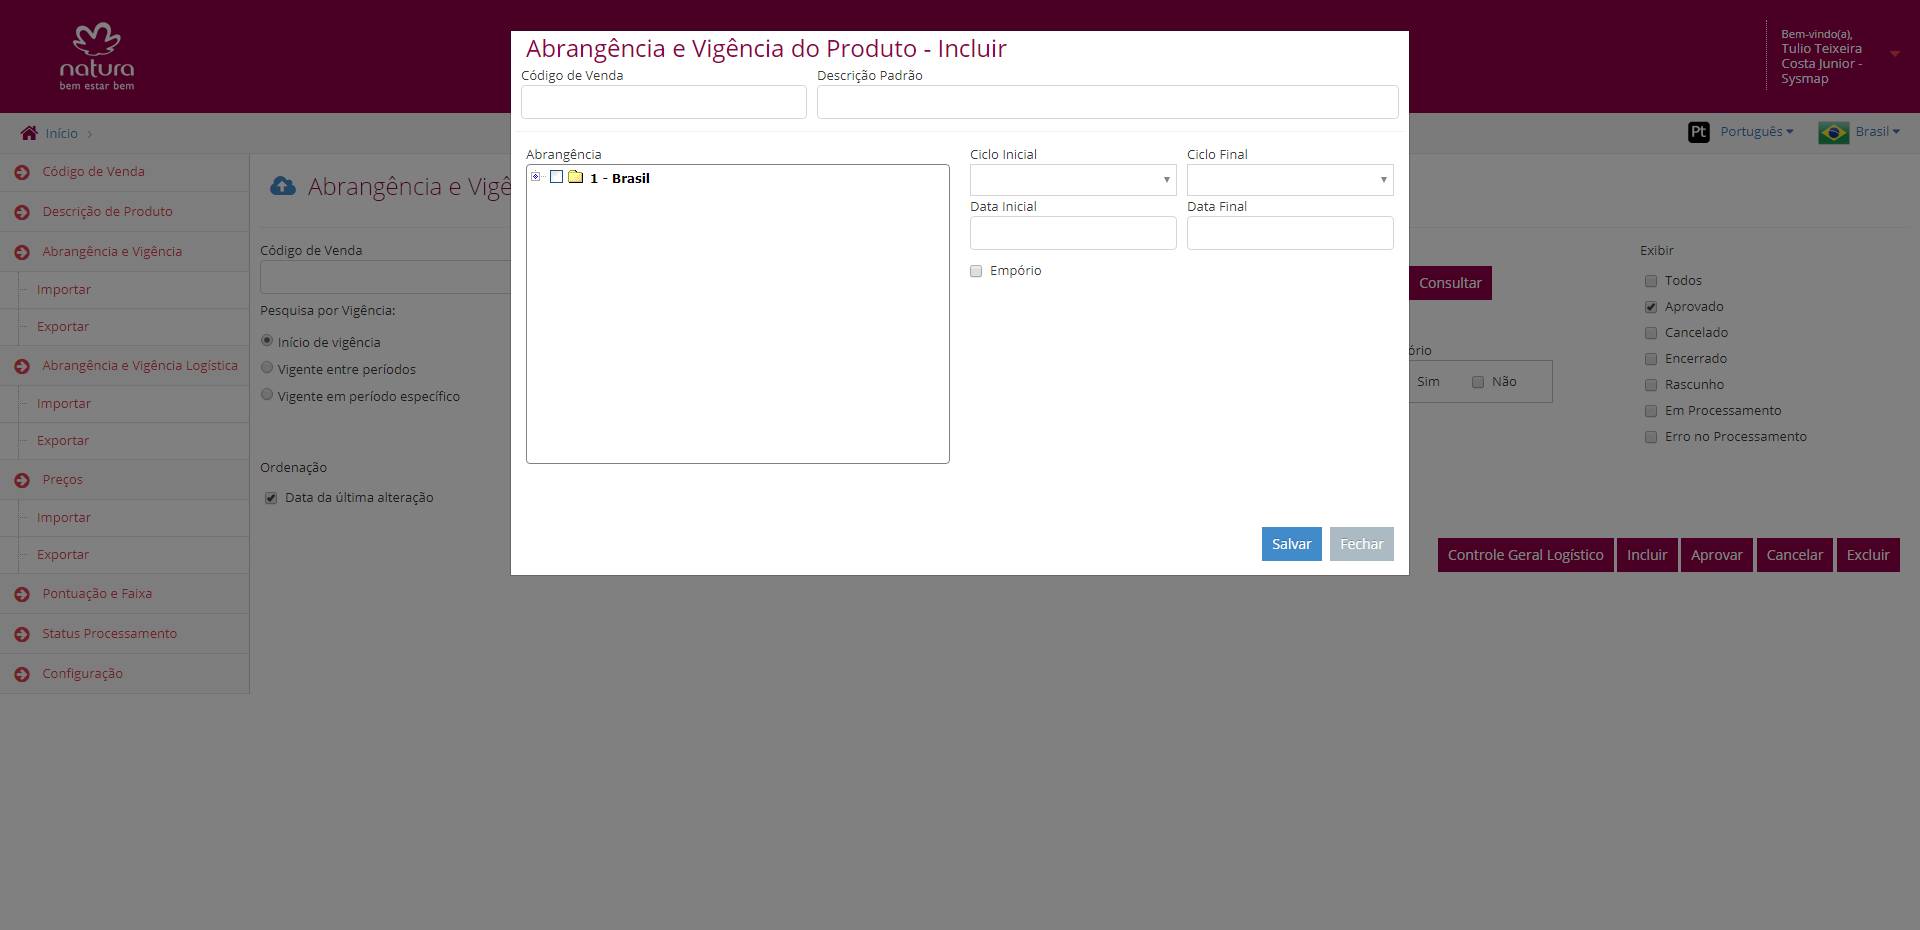 natura
bem estar bem
Bem-vindo(a),
Tulio Teixeira
Costa Junior -
Sysmap
Início
Pt Português
Brasil
Código de Venda
Descrição de Produto
Abrangência e Vigência
Importar
Exportar
Abrangência e Vigência Logística
Importar
Exportar
Preços
Importar
Exportar
Pontuação e Faixa
Status Processamento
Configuração
Abrangência e Vigê
Código de Venda
Pesquisa por Vigência:
Início de vigência
Vigente entre períodos
Vigente em período específico
Ordenação
Data da última alteração
Abrangência e Vigência do Produto - Incluir
Código de Venda
Descrição Padrão
Abrangência
1 - Brasil
Ciclo Inicial
Ciclo Final
Data Inicial
Data Final
Empório
Salvar
Fechar
Consultar
ório
Sim
Não
Exibir
Todos
Aprovado
Cancelado
Encerrado
Rascunho
Em Processamento
Erro no Processamento
Controle Geral Logístico
Incluir
Aprovar
Cancelar
Excluir